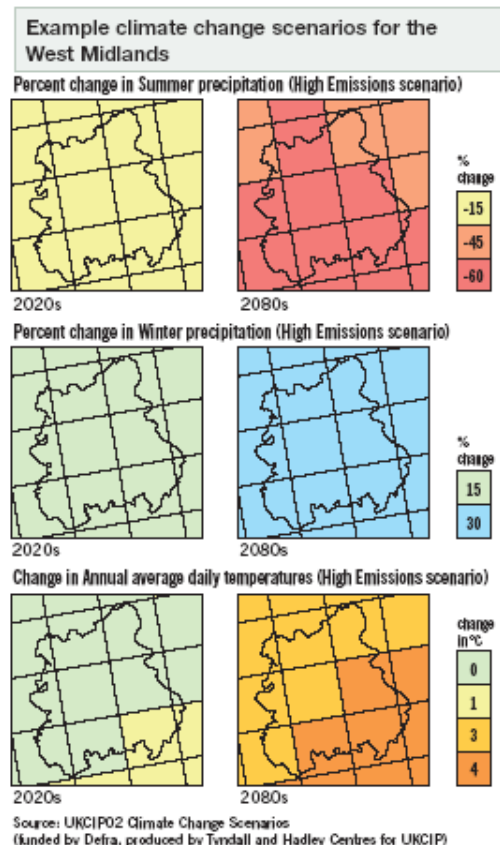 Example climate change scenarios for the
West Midlands
Percent change in Summer precipitation (High Emissions scenario)
%
change
-15
-45
-60
2020s
2080s
Percent change in Winter precipitation (High Emissions scenario)
%
change
15
30
2020s
2080s
Change in Annual average daily temperatures (High Emissions scenario)
change
in °C
0
1
3
4
2020s
2080s
Source: UKCIP02 Climate Change Scenarios
(funded by Defra, produced by Tyndall and Hadley Centres for UKCIP)